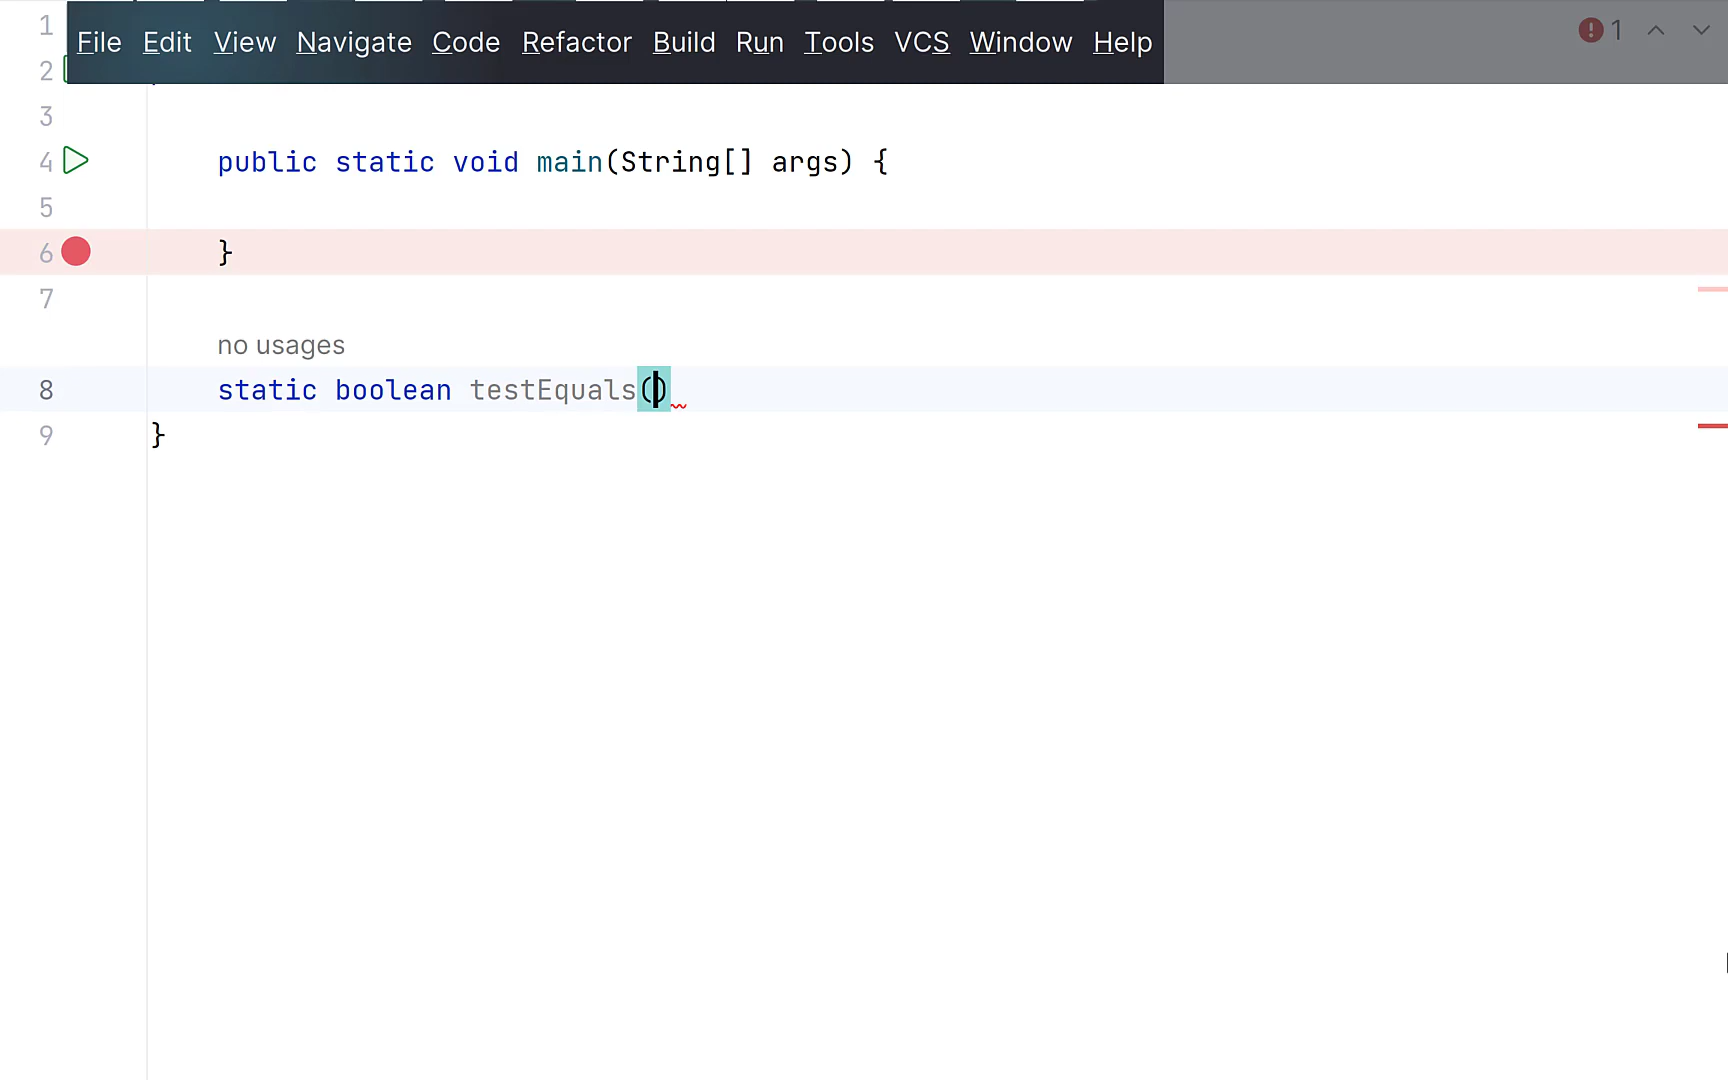 File Edit View Navigate Code Refactor Build Run Tools VCS Window Help
1
1
2
3
4 public static void main(String[] args) {
5
6 }
7
no usages
8 static boolean testEquals()
9 }